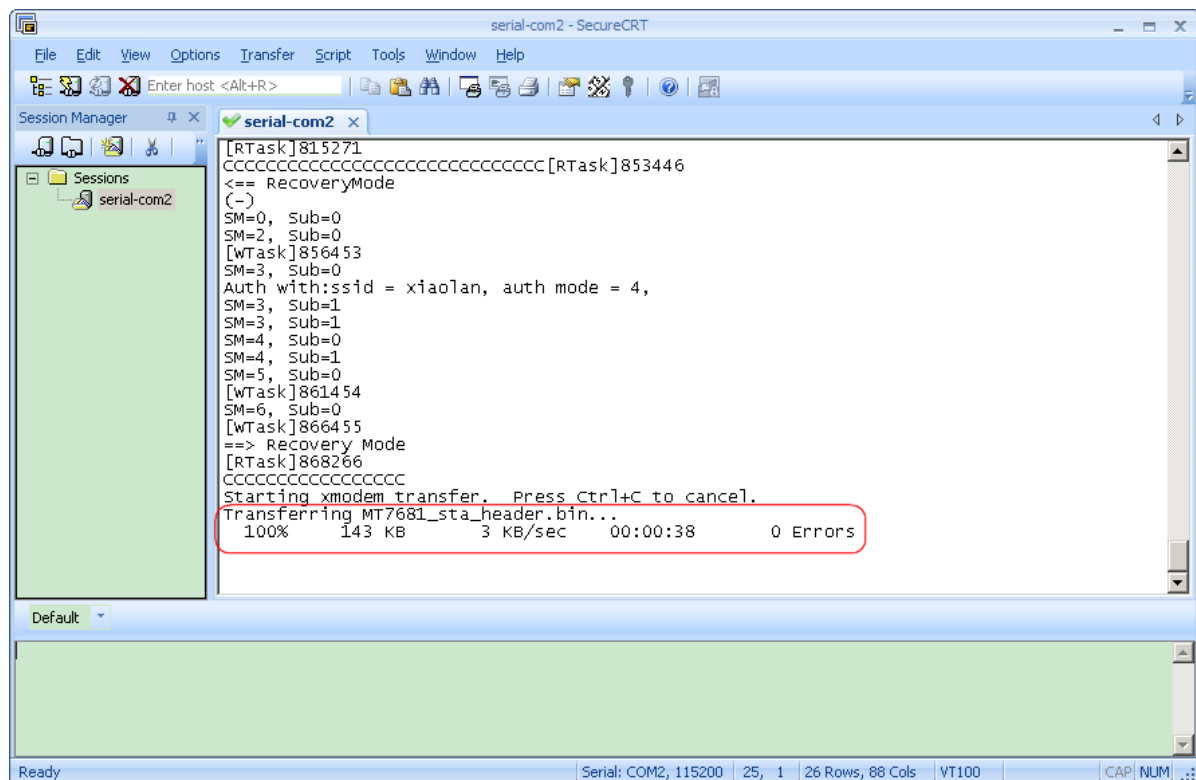 serial-com2 - SecureCRT
File Edit View Options Transfer Script Tools Window Help
Enter host <Alt+R>
Session Manager
serial-com2
Sessions
serial-com2
[RTask]815271
CCCCCCCCCCCCCCCCCCCCCCCCCCCCCCC[RTask]853446
<== RecoveryMode
(-)
SM=0, Sub=0
SM=2, Sub=0
[WTask]856453
SM=3, Sub=0
Auth with:ssid = xiaolan, auth mode = 4,
SM=3, Sub=1
SM=3, Sub=1
SM=4, Sub=0
SM=4, Sub=1
SM=5, Sub=0
[WTask]861454
SM=6, Sub=0
[WTask]866455
==> Recovery Mode
[RTask]868266
CCCCCCCCCCCCCCCCC
Starting xmodem transfer.  Press Ctrl+C to cancel.
Transferring MT7681_sta_header.bin...
100% 143 KB 3 KB/sec 00:00:38 0 Errors
Default
Ready Serial: COM2, 115200 25, 1 26 Rows, 88 Cols VT100 CAP NUM